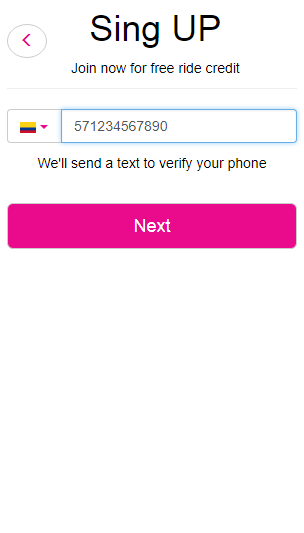 Sing UP
Join now for free ride credit
571234567890
We'll send a text to verify your phone
Next